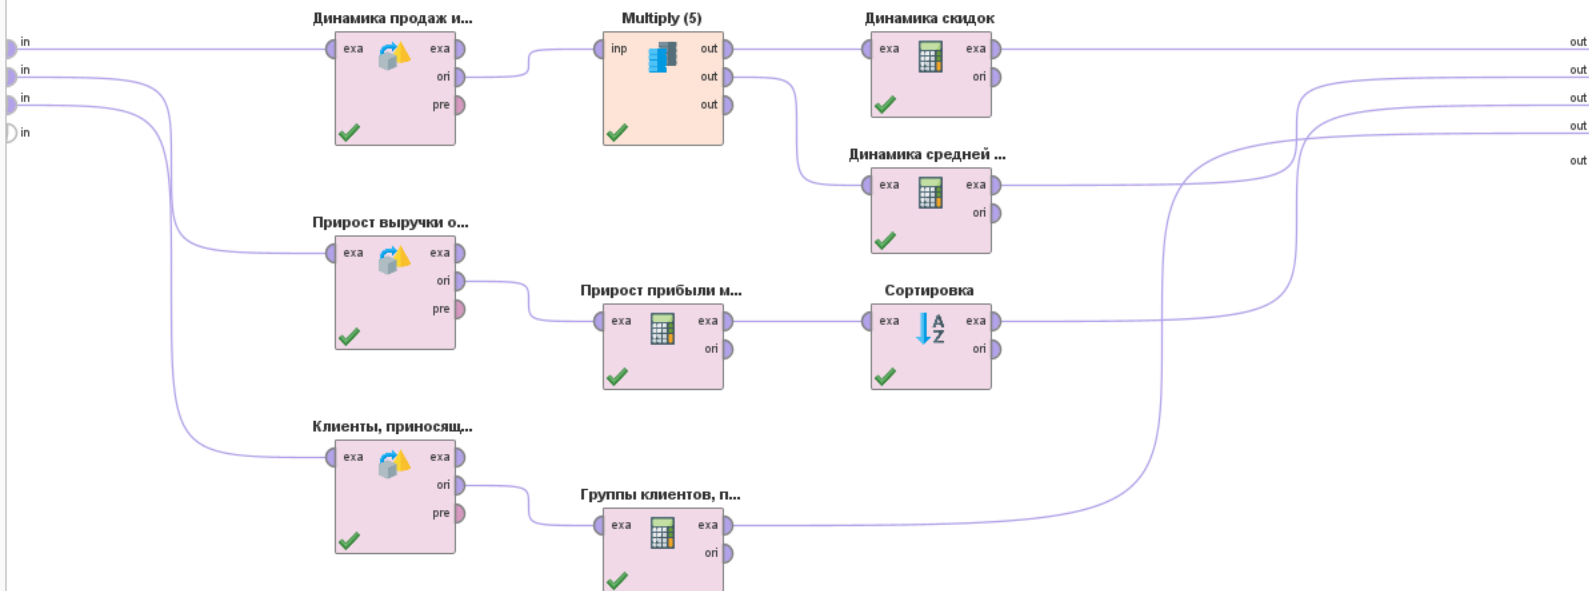 Динамика продаж и...
Multiply (5)
Динамика скидок
in
in
in
in
exa
exa
ori
pre
inp
out
out
out
exa
exa
ori
out
out
out
out
out
Динамика средней ...
exa
exa
ori
Прирост выручки о...
exa
exa
ori
pre
Прирост прибыли м...
exa
exa
ori
Сортировка
exa
exa
ori
A
Z
Клиенты, приносящ...
exa
exa
ori
pre
Группы клиентов, п...
exa
exa
ori